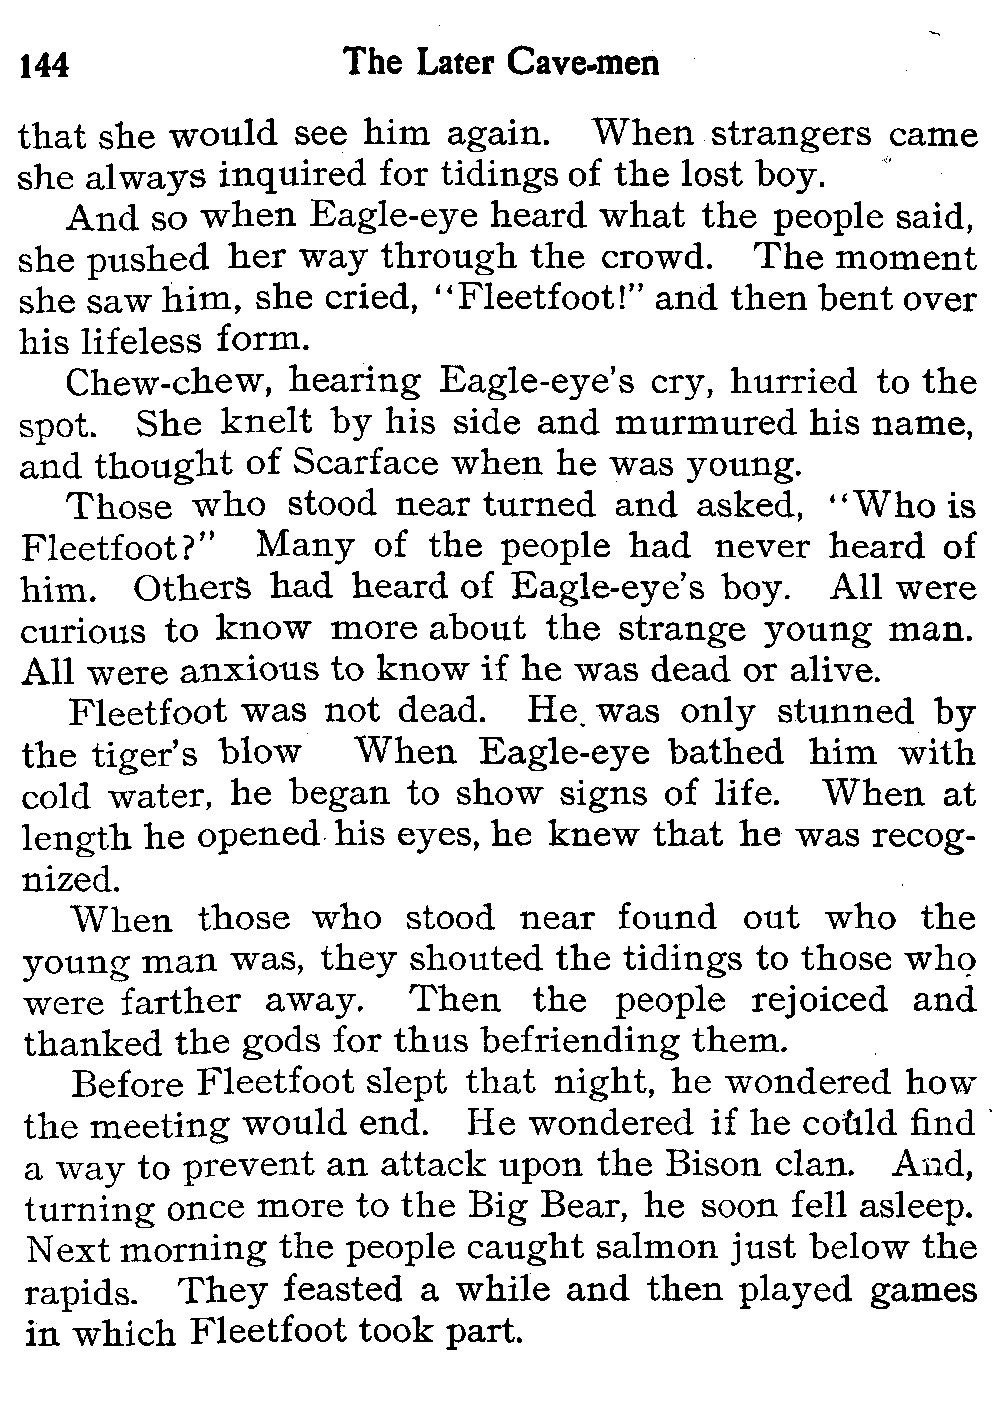 144 The Later Cave-men
that she would see him again. When strangers came
she always inquired for tidings of the lost boy.
And so when Eagle-eye heard what the people said,
she pushed her way through the crowd. The moment
she saw him, she cried, “Fleetfoot!” and then bent over
his lifeless form.
Chew-chew, hearing Eagle-eye’s cry, hurried to the
spot. She knelt by his side and murmured his name,
and thought of Scarface when he was young.
Those who stood near turned and asked, “Who is
Fleetfoot?” Many of the people had never heard of
him. Others had heard of Eagle-eye’s boy. All were
curious to know more about the strange young man.
All were anxious to know if he was dead or alive.
Fleetfoot was not dead. He was only stunned by
the tiger’s blow When Eagle-eye bathed him with
cold water, he began to show signs of life. When at
length he opened his eyes, he knew that he was recog-
nized.
When those who stood near found out who the
young man was, they shouted the tidings to those who
were farther away. Then the people rejoiced and
thanked the gods for thus befriending them.
Before Fleetfoot slept that night, he wondered how
the meeting would end. He wondered if he could find
a way to prevent an attack upon the Bison clan. And,
turning once more to the Big Bear, he soon fell asleep.
Next morning the people caught salmon just below the
rapids. They feasted a while and then played games
in which Fleetfoot took part.